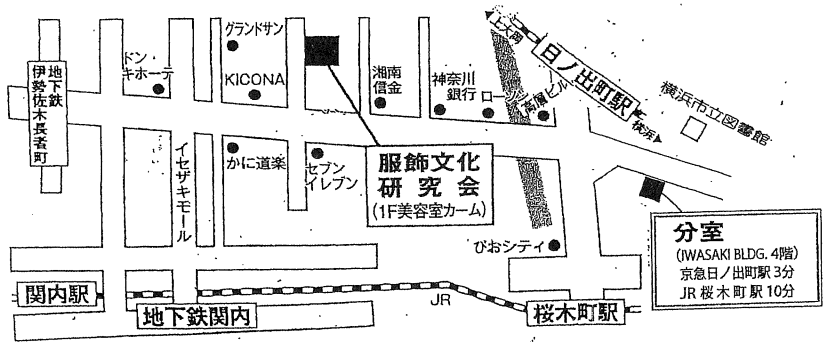 グランドサン
上大岡
日ノ出町駅
ドン
キホーテ
KICONA
湘南
信金
神奈川
銀行
ローソン
高層ビル
横浜
横浜市立図書館
地下鉄
伊勢佐木長者町
イセザキモール
かに道楽
セブン
イレブン
服飾文化
研究会
(1F美容室カーム)
ぴおシティ
分室
(IWASAKI BLDG. 4階)
京急日ノ出町駅 3分
JR 桜木町駅 10分
関内駅
地下鉄関内
JR
桜木町駅